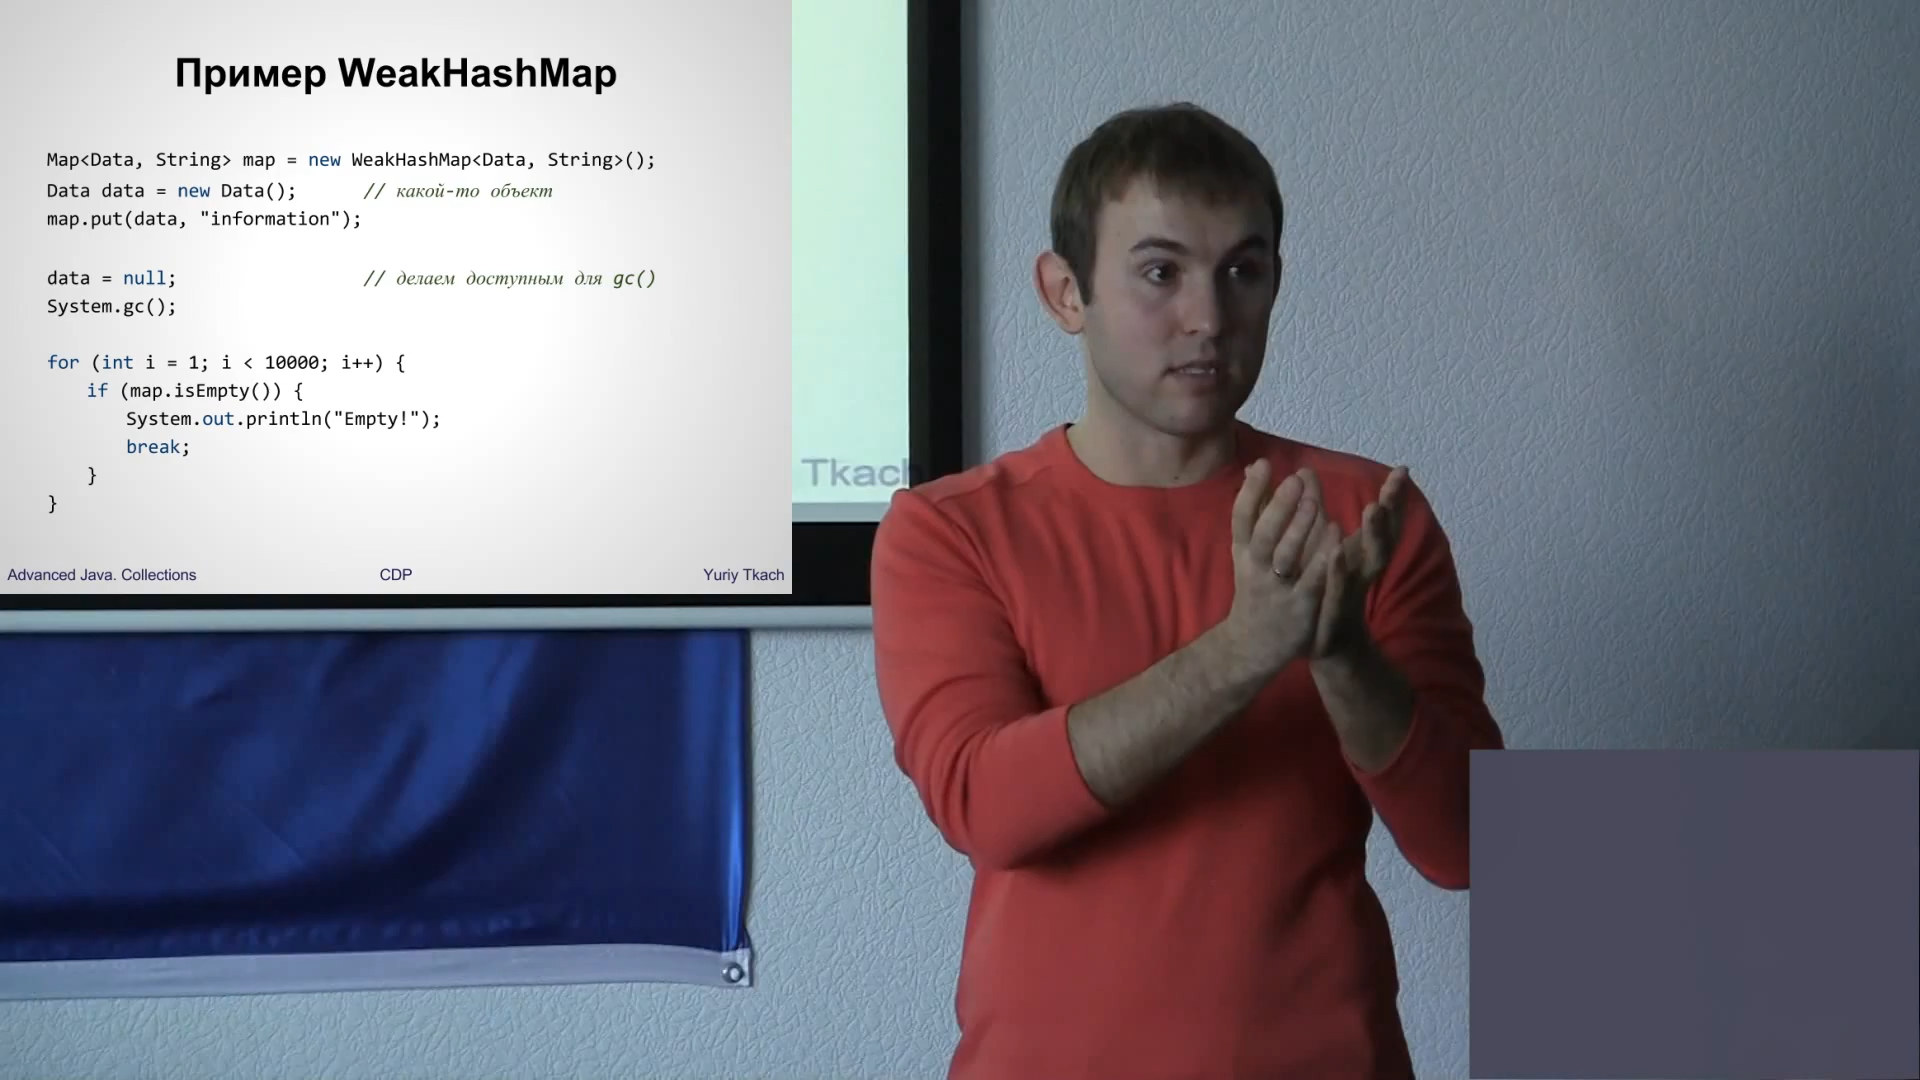 Пример WeakHashMap
Map<Data, String> map = new WeakHashMap<Data, String>();
Data data = new Data(); // какой-то объект
map.put(data, "information");
data = null; // делаем доступным для gc()
System.gc();
for (int i = 1; i < 10000; i++) {
if (map.isEmpty()) {
System.out.println("Empty!");
break;
}
}
Advanced Java. Collections CDP Yuriy Tkach
Tkach